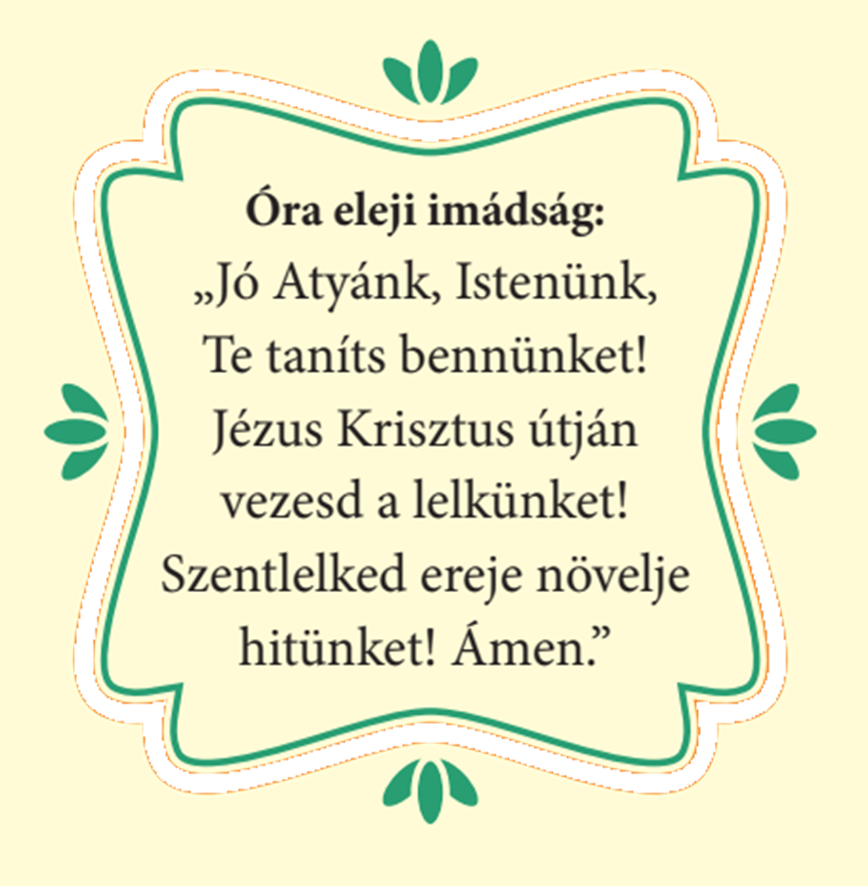 Óra eleji imádság:
„Jó Atyánk, Istenünk,
Te taníts bennünket!
Jézus Krisztus útján
vezesd a lelkünket!
Szentlelked ereje növelje
hitünket! Ámen.”